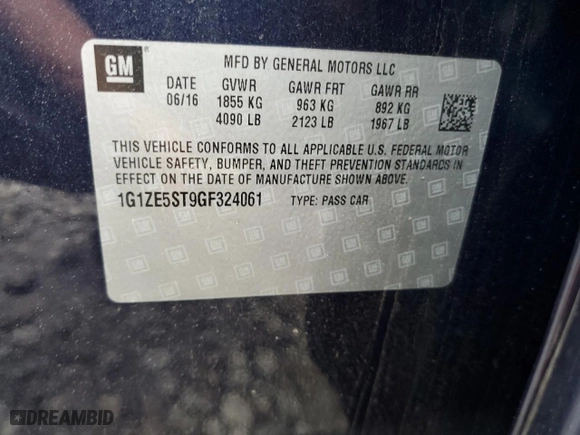 GM
MFD BY GENERAL MOTORS LLC
DATE GVWR GAWR FRT GAWR RR
06/16 1855 KG 963 KG 892 KG
4090 LB 2123 LB 1967 LB
THIS VEHICLE CONFORMS TO ALL APPLICABLE U.S. FEDERAL MOTOR
VEHICLE SAFETY, BUMPER, AND THEFT PREVENTION STANDARDS IN
EFFECT ON THE DATE OF MANUFACTURE SHOWN ABOVE.
1G1ZE5ST9GF324061 TYPE: PASS CAR
DREAMBID